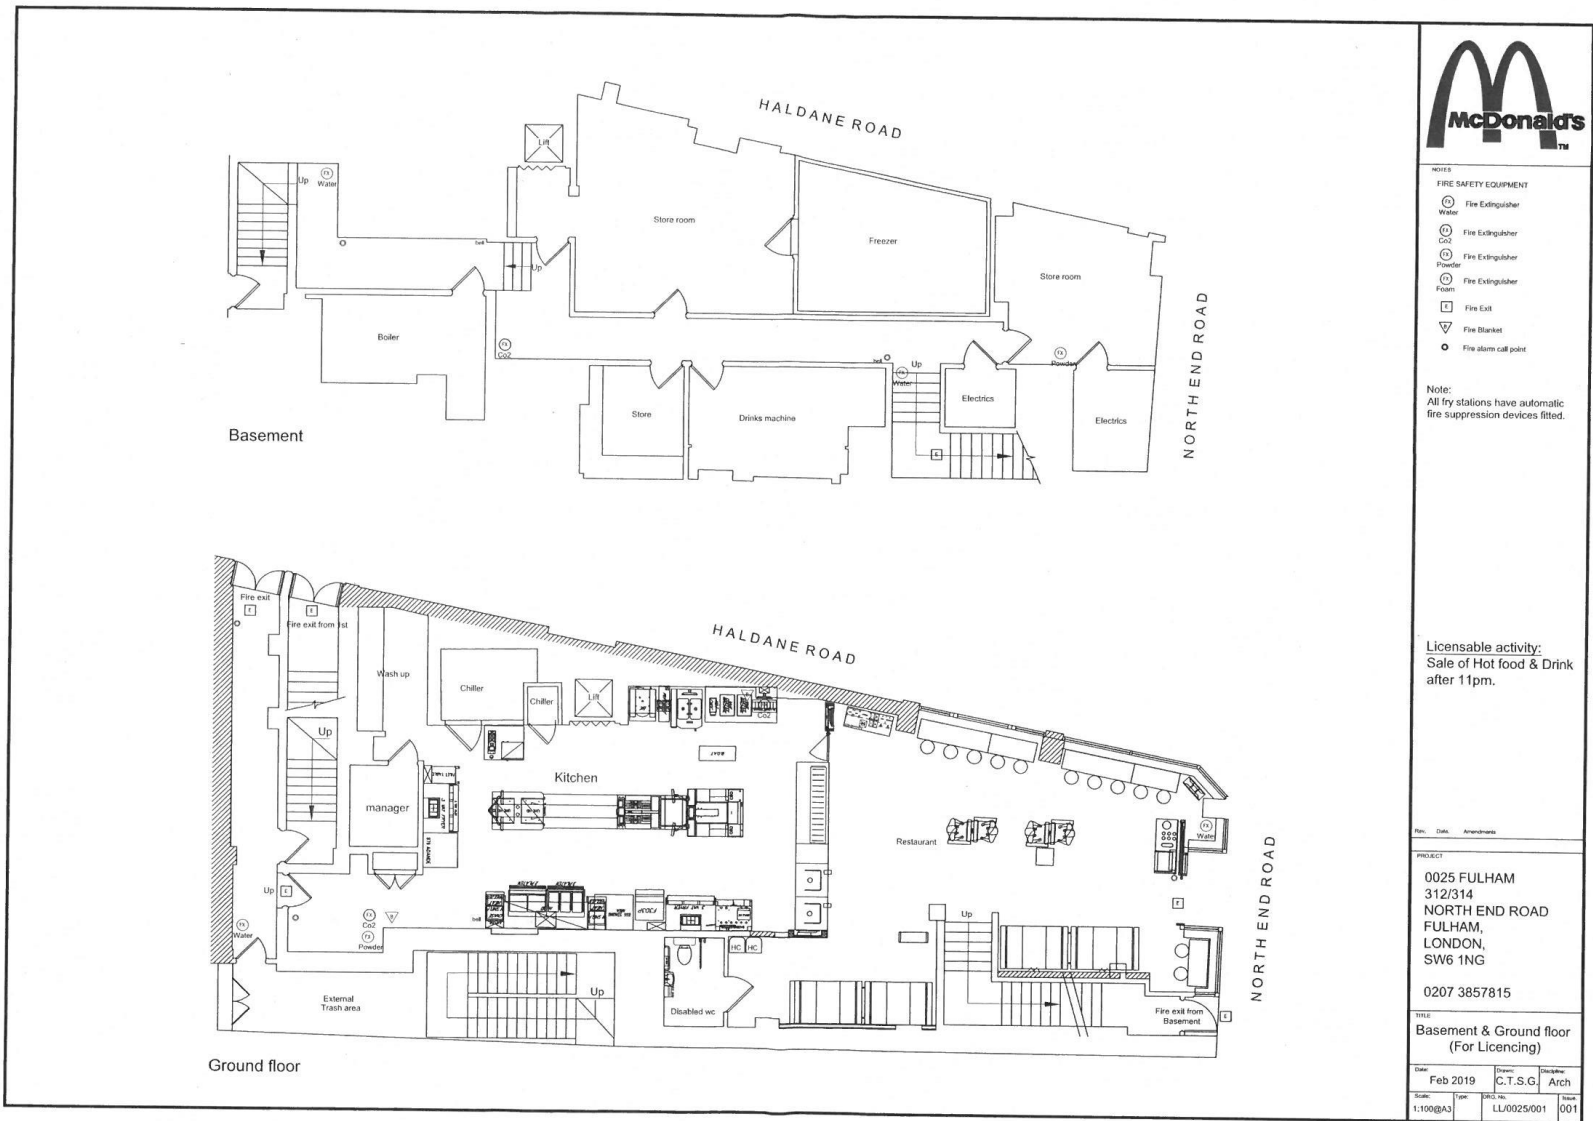 HALDANE ROAD
Lift
Up
FX
Water
Store room
Freezer
bell
Up
Store room
Boiler
FX
Co2
bell
Up
FX
Water
FX
Powder
Electrics
Store
Drinks machine
Electrics
E
NORTH END ROAD
Basement
Fire exit
E
E
Fire exit from 1st
HALDANE ROAD
Wash up
Chiller
Chiller
Lift
Co2
Up
Kitchen
BOAT
manager
Restaurant
FX
Water
Up
E
FX
Co2
FX
Powder
B
bell
FX
Water
HC
HC
Up
E
NORTH END ROAD
External
Trash area
Up
Disabled wc
Fire exit from
Basement
E
Ground floor
McDonald's
TM
NOTES
FIRE SAFETY EQUIPMENT
FX
Water
Fire Extinguisher
FX
Co2
Fire Extinguisher
FX
Powder
Fire Extinguisher
FX
Foam
Fire Extinguisher
E
Fire Exit
B
Fire Blanket
Fire alarm call point
Note:
All fry stations have automatic
fire suppression devices fitted.
Licensable activity:
Sale of Hot food & Drink
after 11pm.
Rev. Date. Amendments
PROJECT
0025 FULHAM
312/314
NORTH END ROAD
FULHAM,
LONDON,
SW6 1NG
0207 3857815
TITLE
Basement & Ground floor
(For Licencing)
Date:
Feb 2019
Drawn:
C.T.S.G.
Discipline:
Arch
Scale:
1:100@A3
Type:
DRG. No.
LL/0025/001
Issue:
001